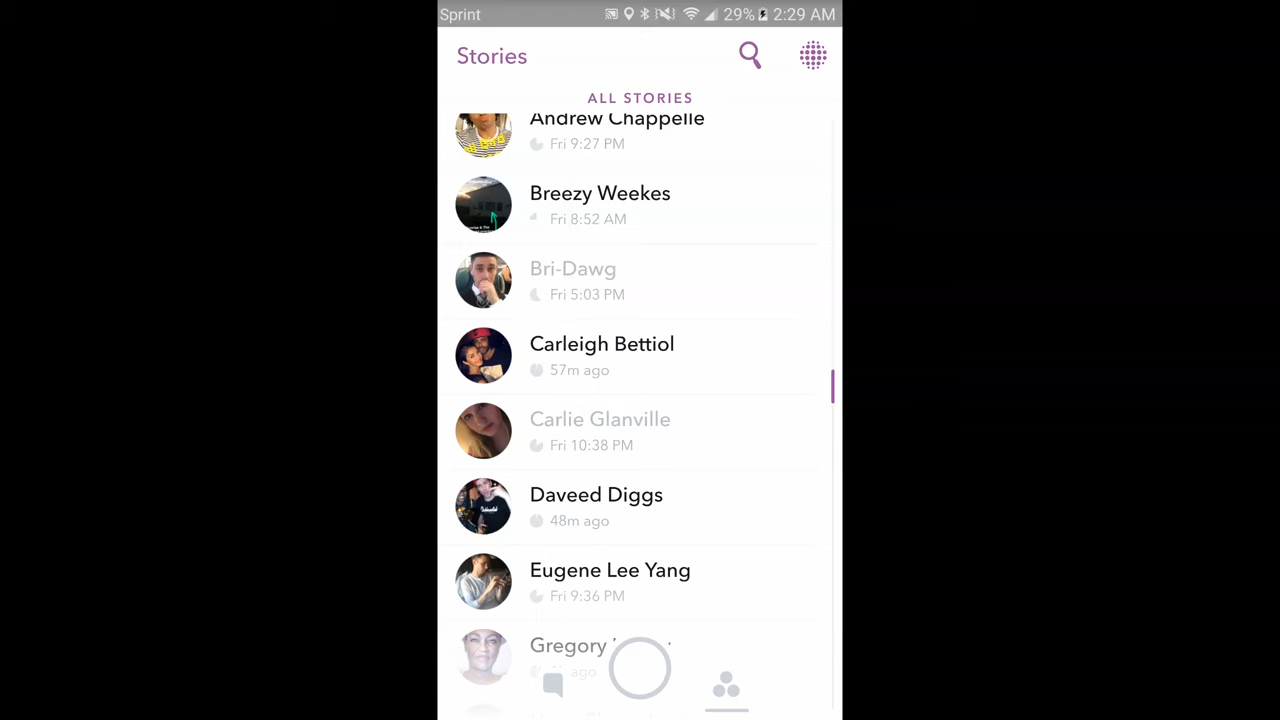 Sprint 29% 2:29 AM
Stories
ALL STORIES
Andrew Chappelle
Fri 9:27 PM
Breezy Weekes
Fri 8:52 AM
Bri-Dawg
Fri 5:03 PM
Carleigh Bettiol
57m ago
Carlie Glanville
Fri 10:38 PM
Daveed Diggs
48m ago
Eugene Lee Yang
Fri 9:36 PM
Gregory
ago